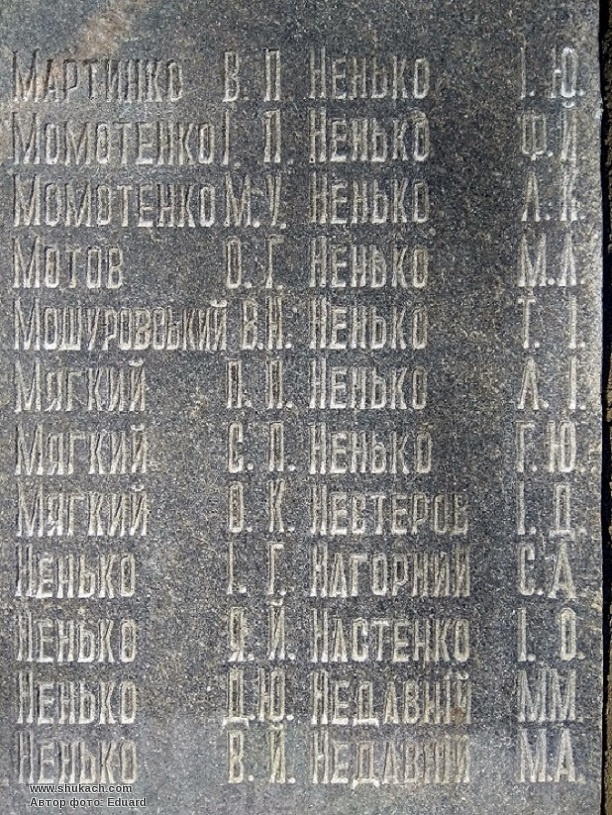 Мартинко В. П Ненько І. Ю.
Момотенко І. П. Ненько Ф. Й.
Момотенко М. У. Ненько Л. К.
Мотов О. Г. Ненько М. Л.
Мошуровський В. Н. Ненько Т. І.
Мягкий П. П. Ненько Л. І.
Мягкий С. П. Ненько Г. Ю.
Мягкий О. К. Невтеров І. Д.
Ненько І. Г. Нагорний С. Д
Ненько Я. Й. Настенко І. О.
Ненько Д. Ю. Недавній М М.
Ненько В. Й. Недавній М. А.
www.shukach.com
Автор фото: Eduard